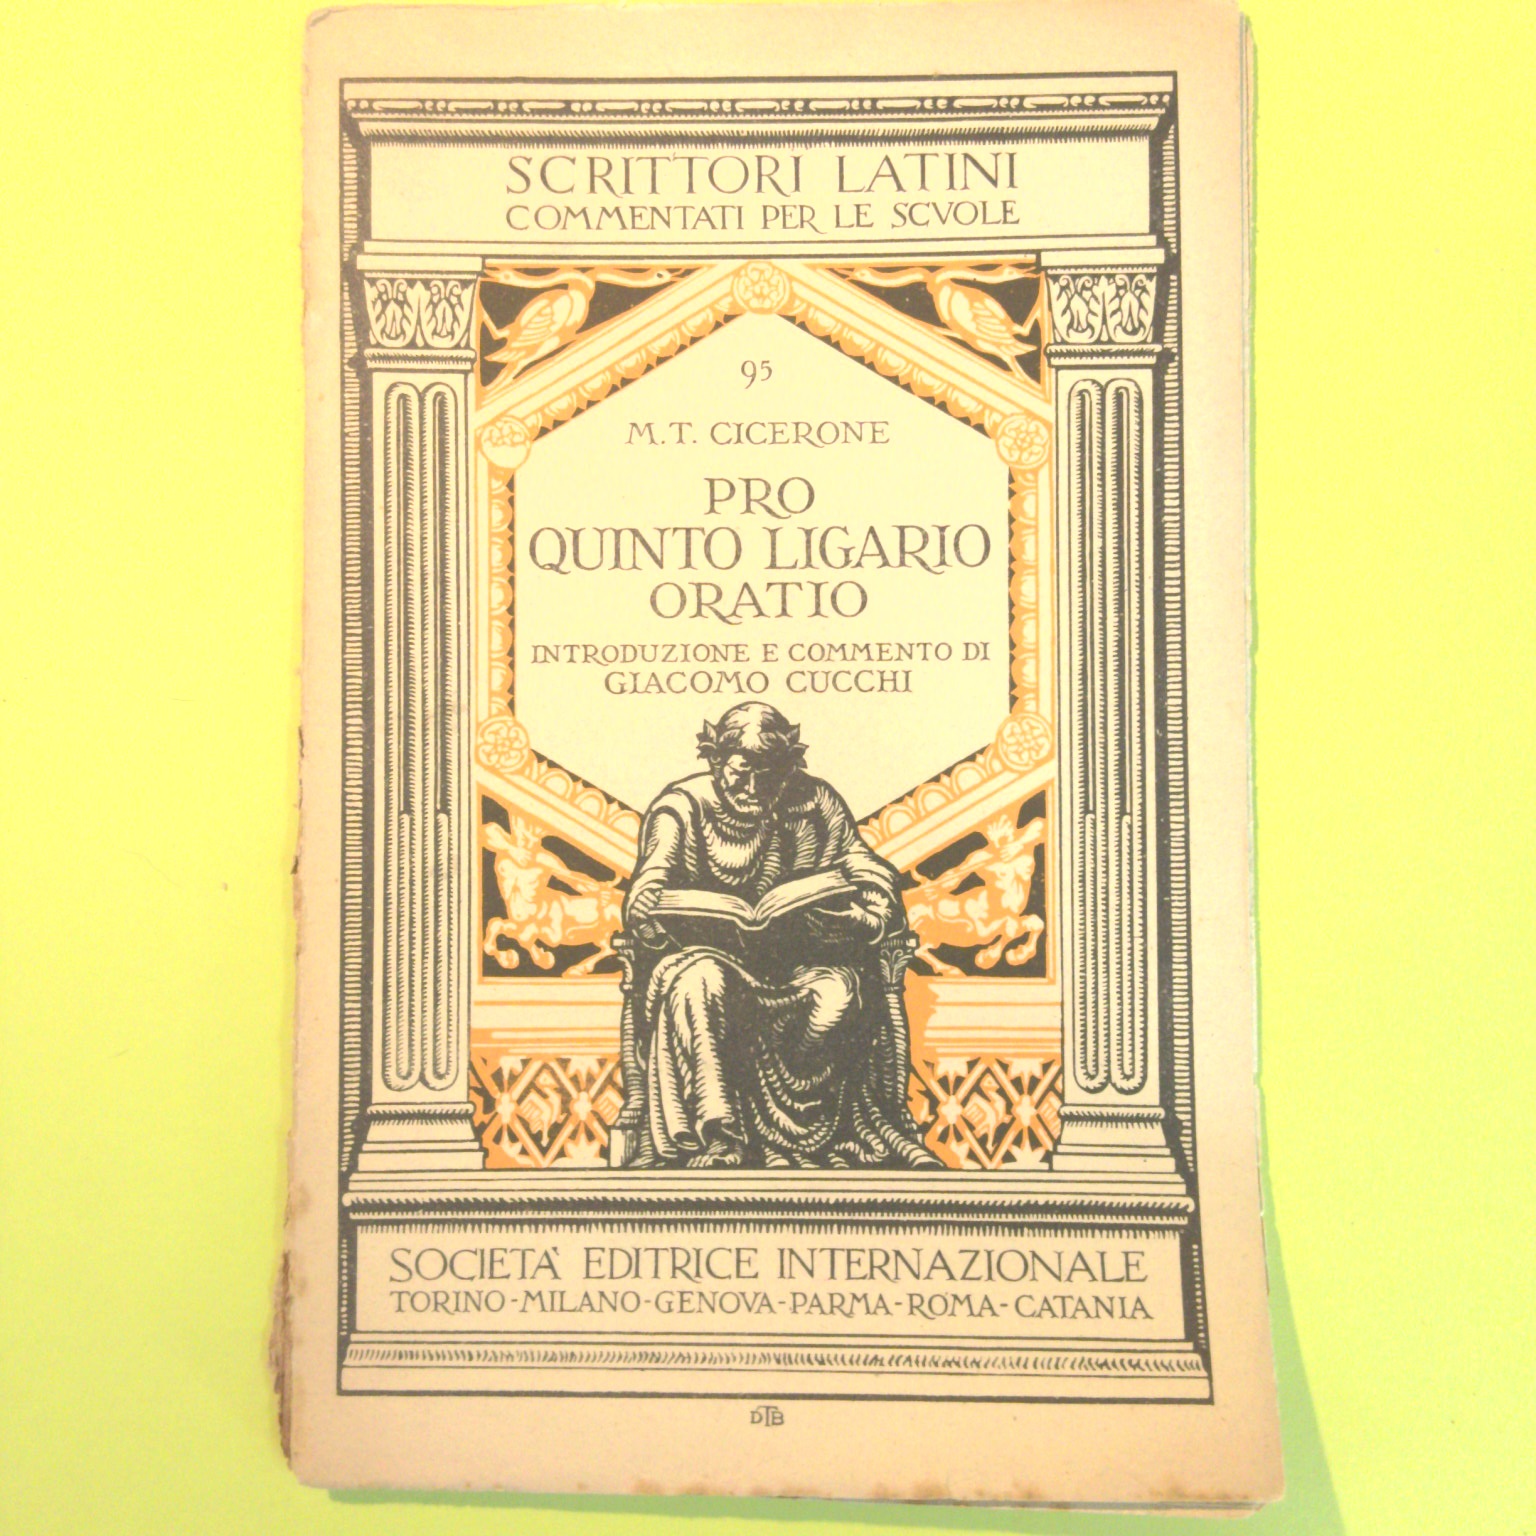 SCRITTORI LATINI
COMMENTATI PER LE SCVOLE
95
M. T. CICERONE
PRO
QUINTO LIGARIO
ORATIO
INTRODUZIONE E COMMENTO DI
GIACOMO CUCCHI
SOCIETÀ EDITRICE INTERNAZIONALE
TORINO-MILANO-GENOVA-PARMA-ROMA-CATANIA
DTB